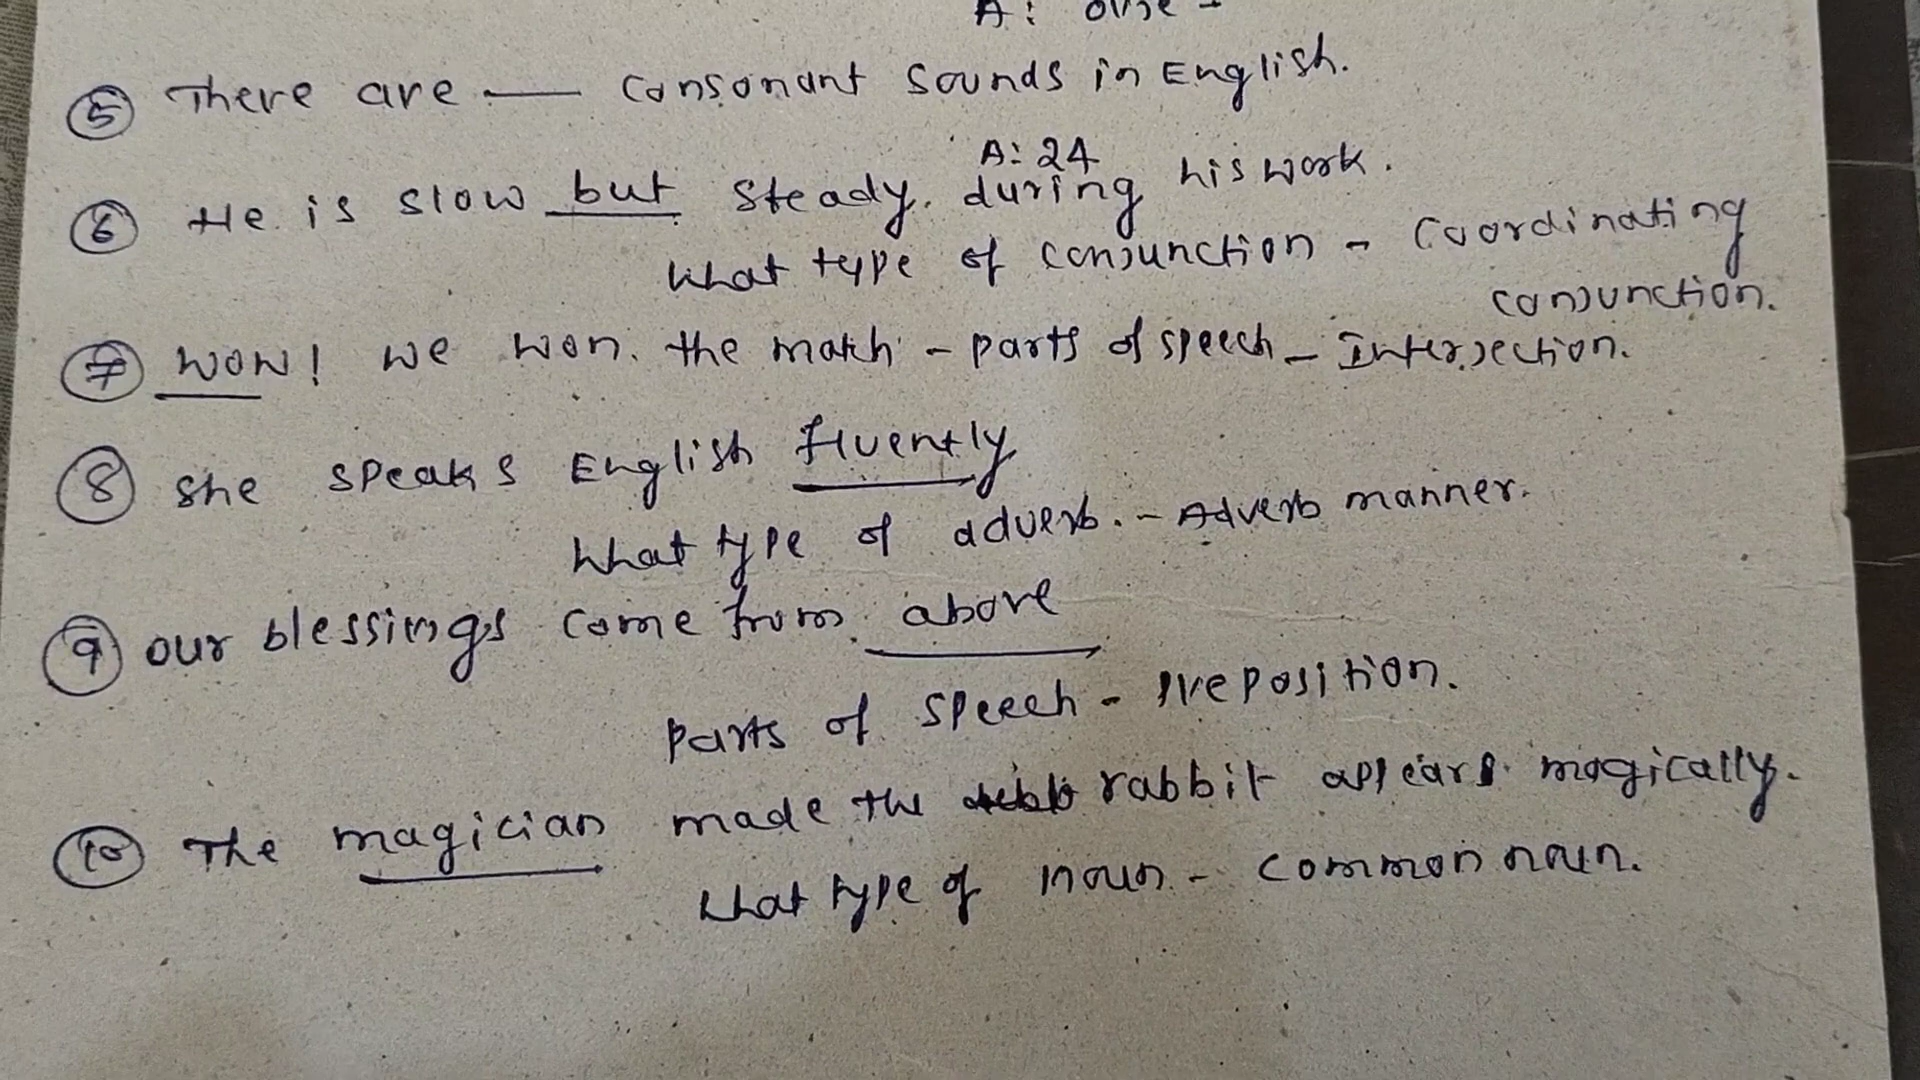 A: 
⑤ There are — consonant sounds in English.
A: 24
⑥ He is slow but steady. during his work.
What type of conjunction - Coordinating
conjunction.
⑦ Wow! we won. the match - parts of speech - Interjection.
⑧ She speaks English fluently
What type of adverb. - Adverb manner.
⑨ Our blessings come from. above
parts of speech - preposition.
⑩ The magician made the rabbit appears magically.
What type of noun. - Common noun.